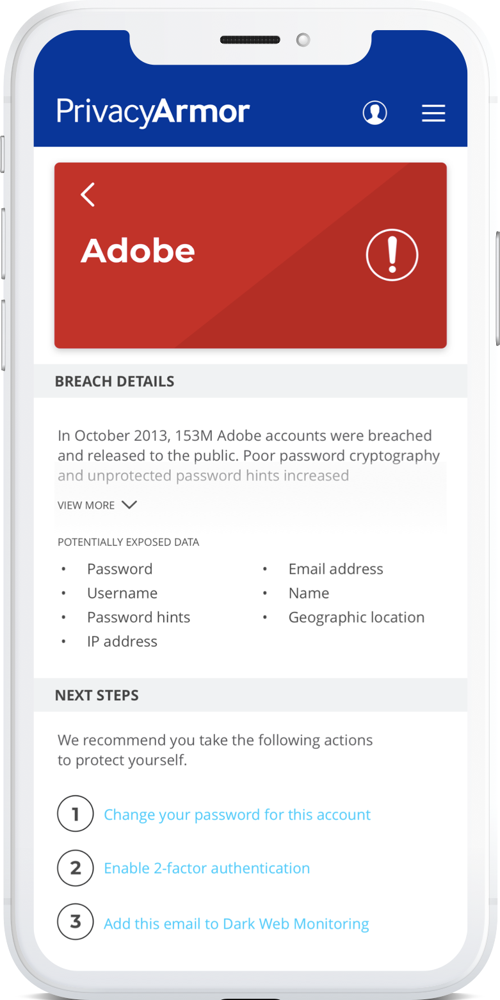 PrivacyArmor
Adobe
BREACH DETAILS
In October 2013, 153M Adobe accounts were breached
and released to the public. Poor password cryptography
and unprotected password hints increased
VIEW MORE
POTENTIALLY EXPOSED DATA
• Password
• Username
• Password hints
• IP address
• Email address
• Name
• Geographic location
NEXT STEPS
We recommend you take the following actions
to protect yourself.
1 Change your password for this account
2 Enable 2-factor authentication
3 Add this email to Dark Web Monitoring